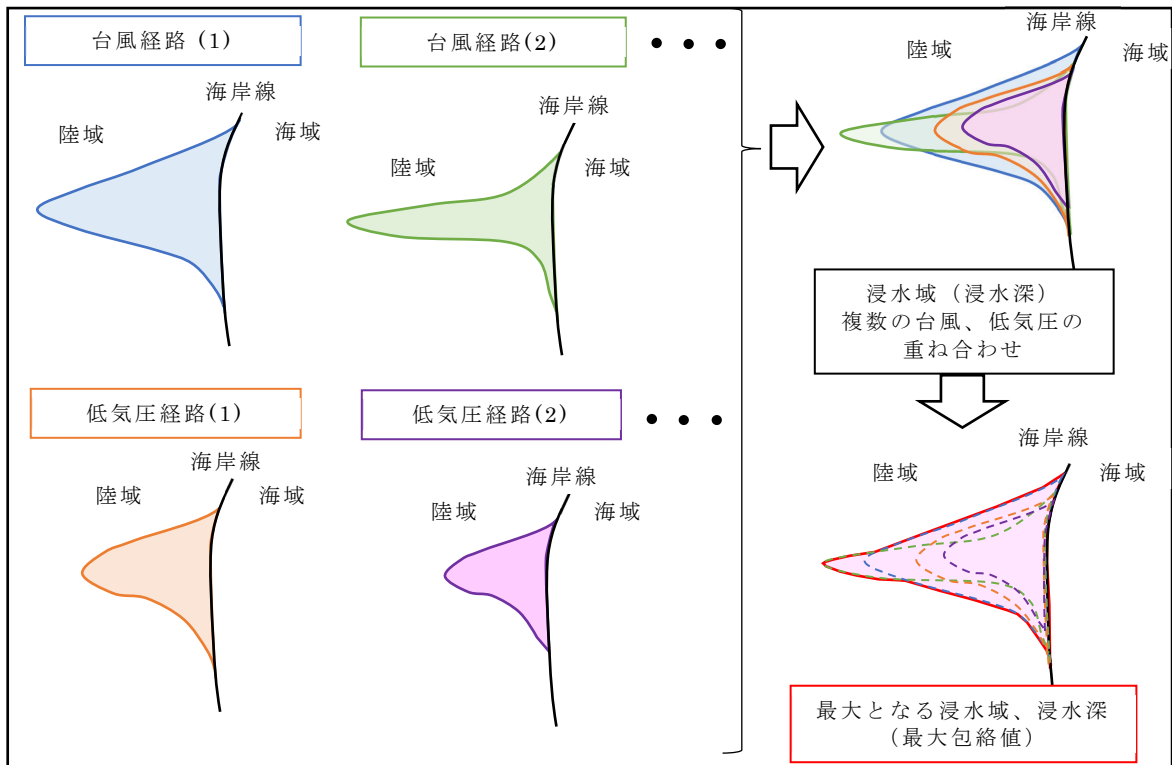 台風経路 (1)
海岸線
陸域
海域
台風経路(2)
海岸線
陸域
海域
● ● ●
低気圧経路(1)
海岸線
陸域
海域
低気圧経路(2)
海岸線
陸域
海域
● ● ●
海岸線
陸域
海域
浸水域（浸水深）
複数の台風、低気圧の
重ね合わせ
海岸線
陸域
海域
最大となる浸水域、浸水深
（最大包絡値）